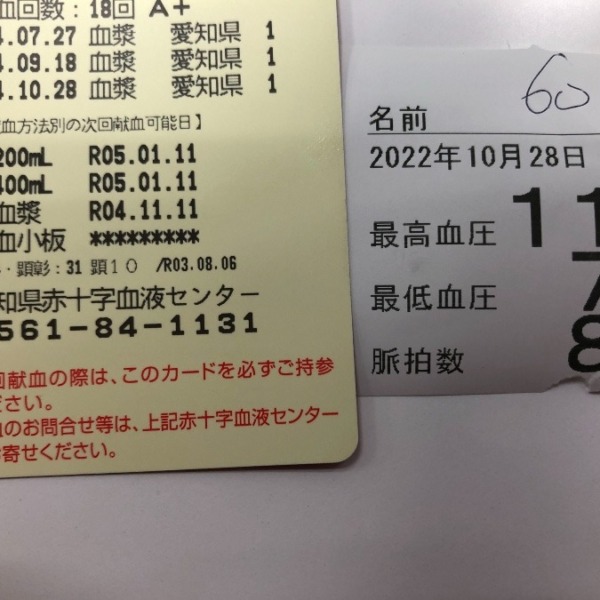 血回数:18回 A+
4.07.27 血漿 愛知県 1
4.09.18 血漿 愛知県 1
4.10.28 血漿 愛知県 1
血方法別の次回献血可能日】
200mL R05.01.11
400mL R05.01.11
血漿 R04.11.11
血小板 *********
・顕彰:31 顕10 /R03.08.06
知県赤十字血液センター
561-84-1131
回献血の際は、このカードを必ずご持参
ださい。
血のお問合せ等は、上記赤十字血液センター
お寄せください。
60
名前
2022年10月28日
最高血圧 11
最低血圧 7
脈拍数 8